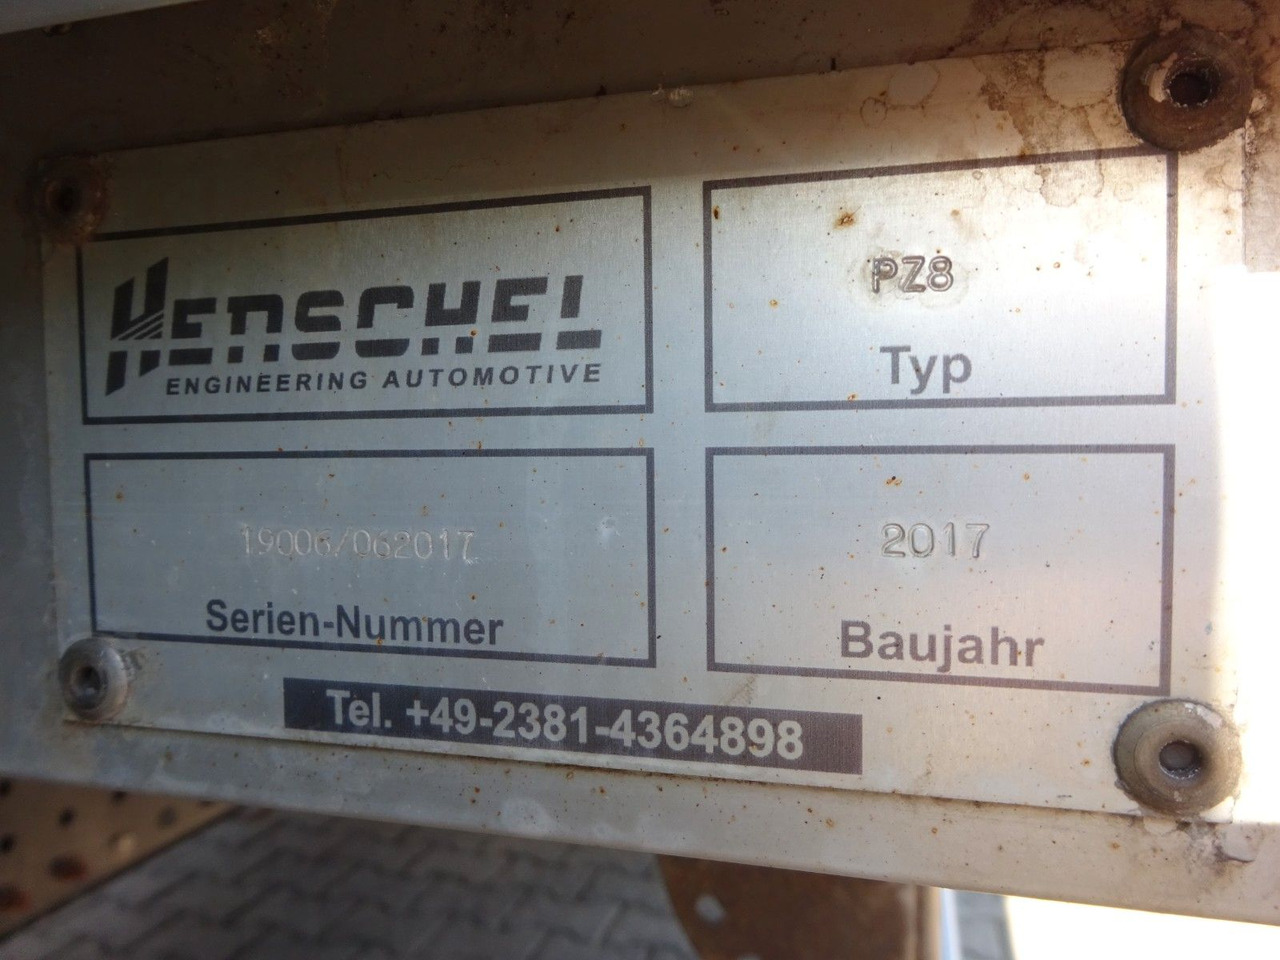 HENSCHEL
ENGINEERING AUTOMOTIVE
PZ8
Typ
19006/062017
Serien-Nummer
2017
Baujahr
Tel. +49-2381-4364898